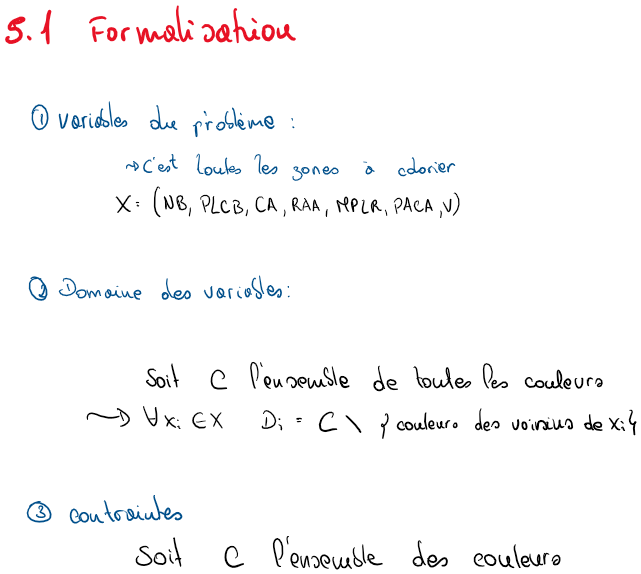 5.1 Formalisation
① variables du problème :
→ C'est toutes les zones à colorier
X = (NB, PLCB, CA, RAA, MPLR, PACA, V)
② Domaine des variables :
Soit C l'ensemble de toutes les couleurs
⟿ ∀ xᵢ ∈ X Dᵢ = C \ { couleurs des voisins de xᵢ }
③ contraintes
Soit C l'ensemble des couleurs